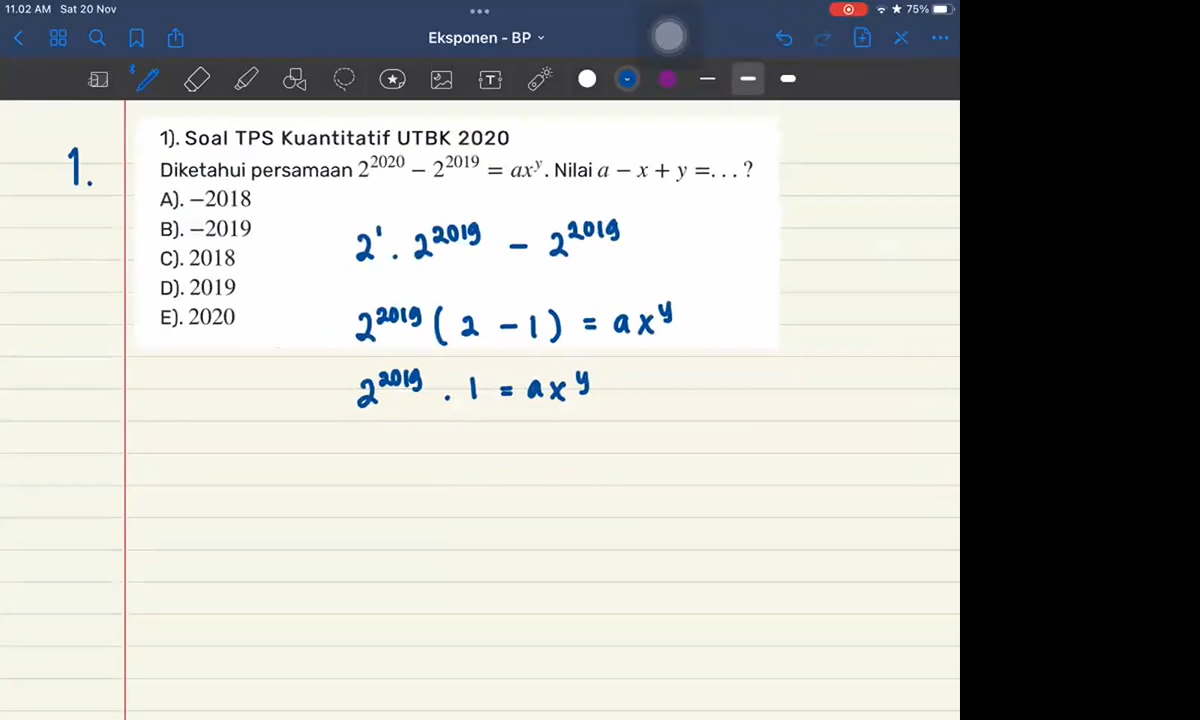 11.02 AM Sat 20 Nov
75%
Eksponen - BP
1.
1). Soal TPS Kuantitatif UTBK 2020
Diketahui persamaan 2^2020 − 2^2019 = ax^y. Nilai a − x + y =. . . ?
A). −2018
B). −2019
C). 2018
D). 2019
E). 2020
2^1 . 2^2019 − 2^2019
2^2019 ( 2 − 1 ) = ax^y
2^2019 . 1 = ax^y